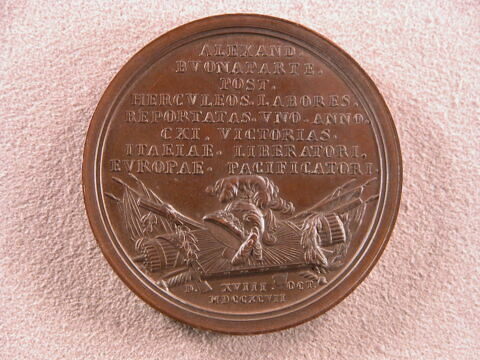 ALEXAND.
BVONAPARTE.
POST.
HERCVLEOS.LABORES.
REPORTATAS.VNO.ANNO.
CXI. VICTORIAS.
ITALIAE. LIBERATORI.
EVROPAE. PACIFICATORI.
D. XVIII. OCT.
MDCCXCVII